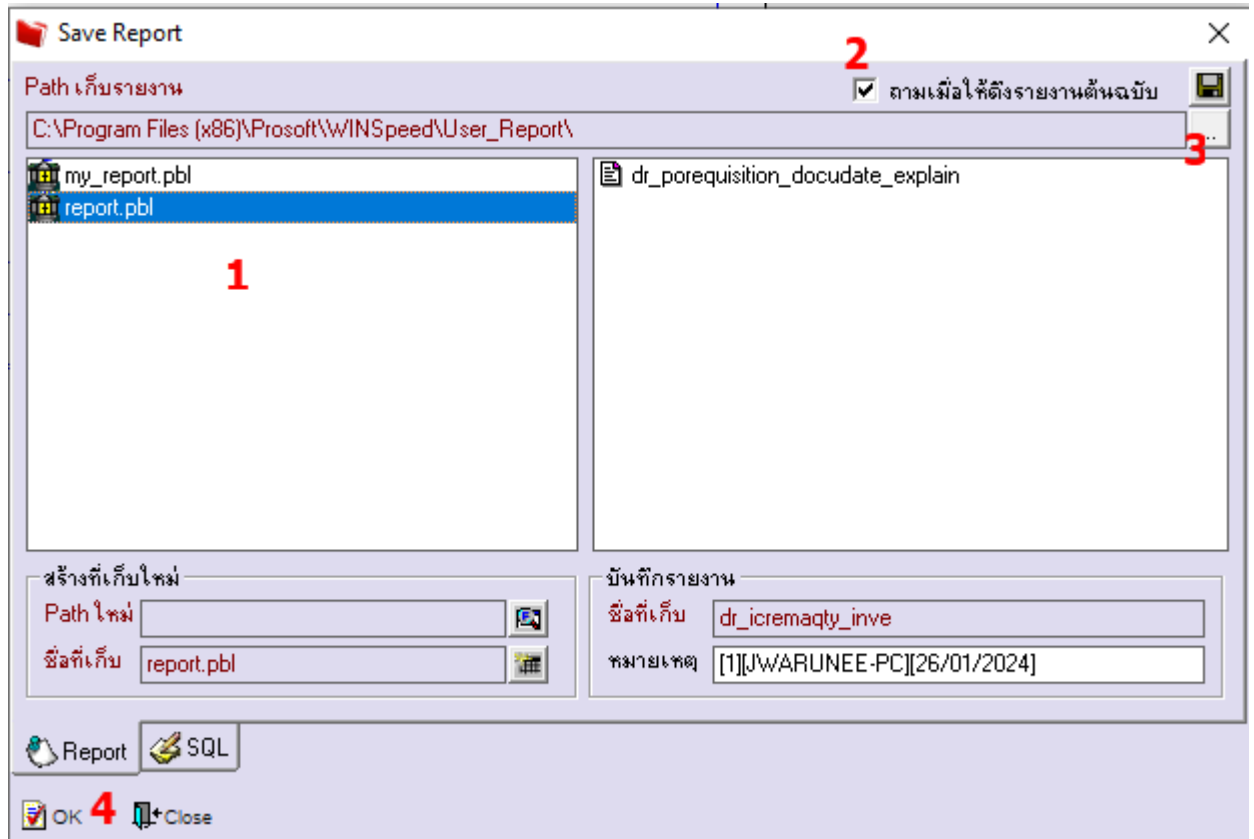 Save Report
2
Path เก็บรายงาน
ถามเมื่อให้ดึงรายงานต้นฉบับ
C:\Program Files (x86)\Prosoft\WINSpeed\User_Report\
...
3
my_report.pbl
report.pbl
1
dr_porequisition_docudate_explain
สร้างที่เก็บใหม่
Path ใหม่
ชื่อที่เก็บ report.pbl
บันทึกรายงาน
ชื่อที่เก็บ dr_icremaqty_inve
หมายเหตุ [1][JWARUNEE-PC][26/01/2024]
Report SQL
OK 4 Close